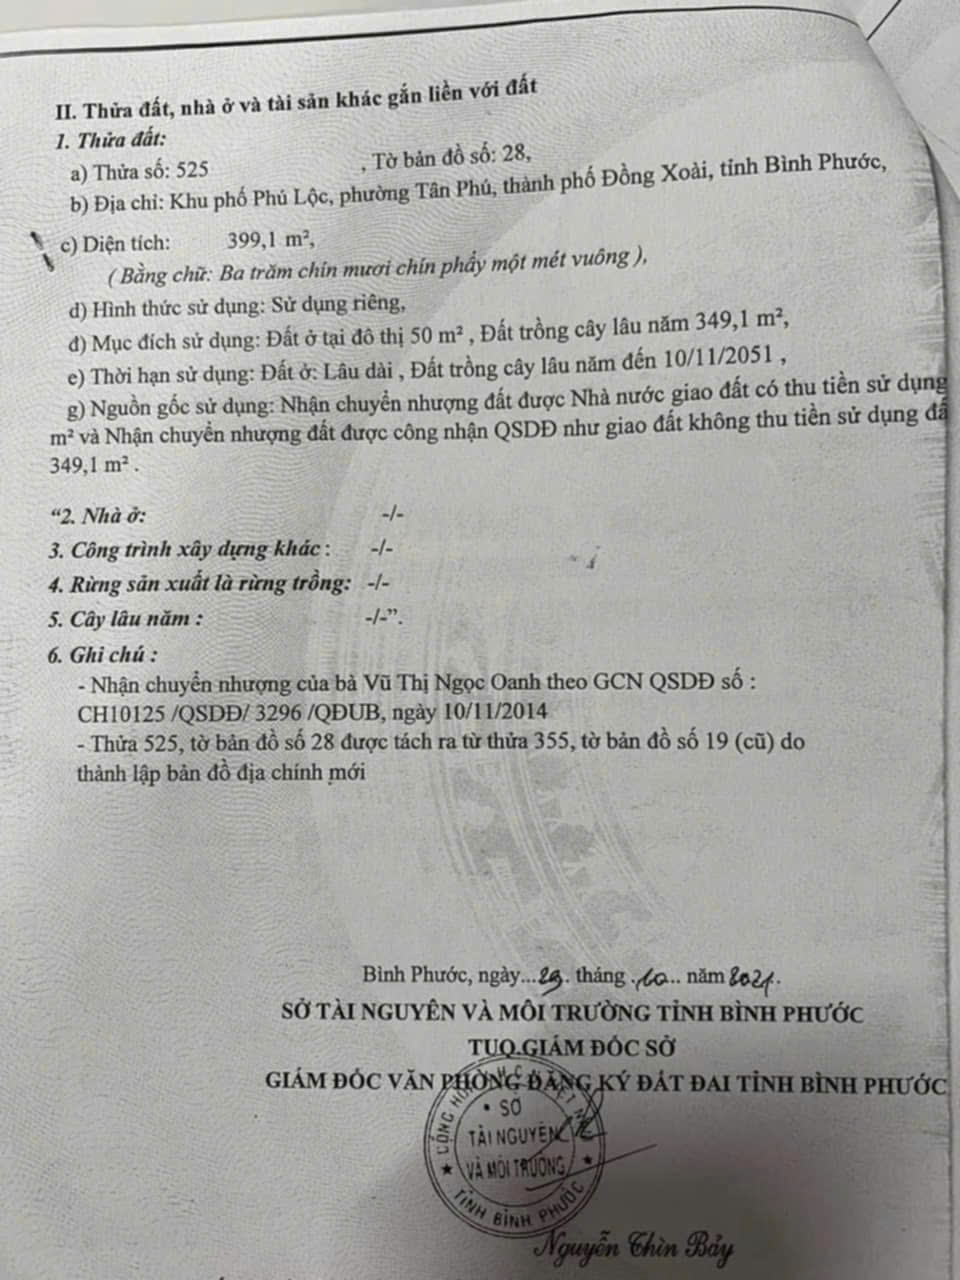 II. Thửa đất, nhà ở và tài sản khác gắn liền với đất
1. Thửa đất:
a) Thửa số: 525 , Tờ bản đồ số: 28,
b) Địa chỉ: Khu phố Phú Lộc, phường Tân Phú, thành phố Đồng Xoài, tỉnh Bình Phước,
c) Diện tích: 399,1 m²,
( Bằng chữ: Ba trăm chín mươi chín phẩy một mét vuông ),
d) Hình thức sử dụng: Sử dụng riêng,
đ) Mục đích sử dụng: Đất ở tại đô thị 50 m² , Đất trồng cây lâu năm 349,1 m²,
e) Thời hạn sử dụng: Đất ở: Lâu dài , Đất trồng cây lâu năm đến 10/11/2051 ,
g) Nguồn gốc sử dụng: Nhận chuyển nhượng đất được Nhà nước giao đất có thu tiền sử dụng
m² và Nhận chuyển nhượng đất được công nhận QSDĐ như giao đất không thu tiền sử dụng
349,1 m² .
“2. Nhà ở: -/-
3. Công trình xây dựng khác : -/-
4. Rừng sản xuất là rừng trồng: -/-
5. Cây lâu năm : -/-”.
6. Ghi chú :
- Nhận chuyển nhượng của bà Vũ Thị Ngọc Oanh theo GCN QSDĐ số :
CH10125 /QSDĐ/ 3296 /QĐUB, ngày 10/11/2014
- Thửa 525, tờ bản đồ số 28 được tách ra từ thửa 355, tờ bản đồ số 19 (cũ) do
thành lập bản đồ địa chính mới
Bình Phước, ngày...29. tháng .10... năm 2021.
SỞ TÀI NGUYÊN VÀ MÔI TRƯỜNG TỈNH BÌNH PHƯỚC
TUQ.GIÁM ĐỐC SỞ
GIÁM ĐỐC VĂN PHÒNG ĐĂNG KÝ ĐẤT ĐAI TỈNH BÌNH PHƯỚC
SỞ
TÀI NGUYÊN
VÀ MÔI TRƯỜNG
TỈNH BÌNH PHƯỚC
Nguyễn Thìn Bảy